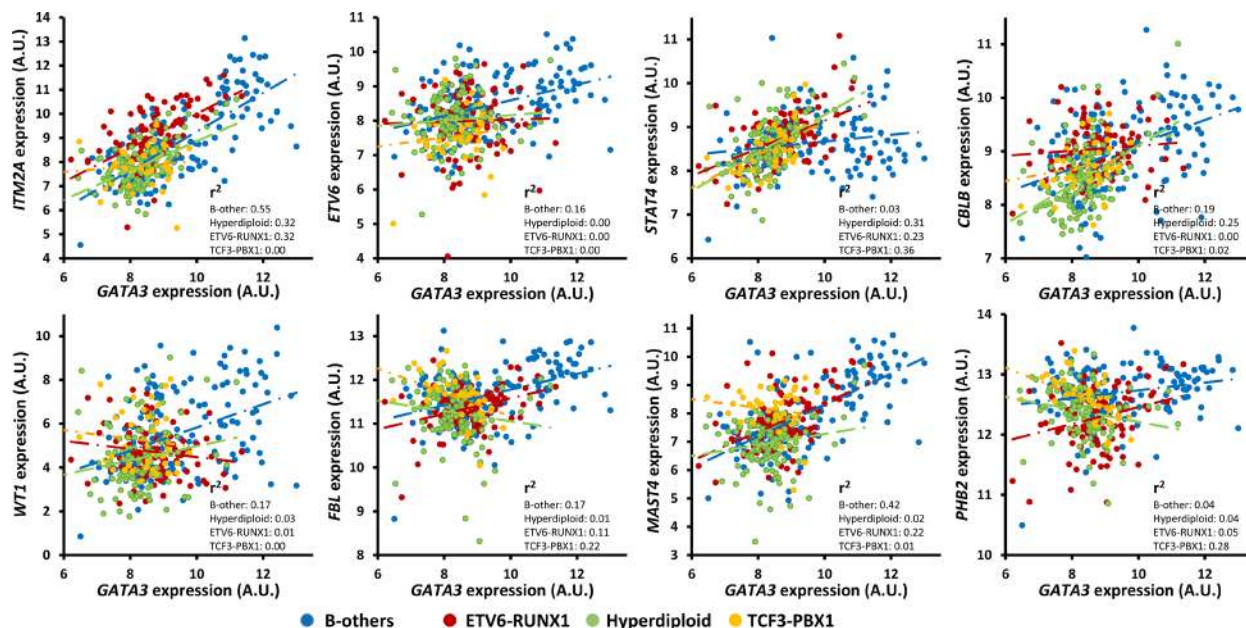 14
13
12
11
10
9
8
7
6
5
4
ITM2A expression (A.U.)
r²
B-other: 0.55
Hyperdiploid: 0.32
ETV6-RUNX1: 0.32
TCF3-PBX1: 0.00
6 8 10 12
GATA3 expression (A.U.)
11
10
9
8
7
6
5
4
ETV6 expression (A.U.)
r²
B-other: 0.16
Hyperdiploid: 0.00
ETV6-RUNX1: 0.00
TCF3-PBX1: 0.00
6 8 10 12
GATA3 expression (A.U.)
11
10
9
8
7
6
STAT4 expression (A.U.)
r²
B-other: 0.03
Hyperdiploid: 0.31
ETV6-RUNX1: 0.23
TCF3-PBX1: 0.36
6 8 10 12
GATA3 expression (A.U.)
11
10
9
8
7
CBLB expression (A.U.)
r²
B-other: 0.19
Hyperdiploid: 0.25
ETV6-RUNX1: 0.00
TCF3-PBX1: 0.02
6 8 10 12
GATA3 expression (A.U.)
10
8
6
4
2
0
WT1 expression (A.U.)
r²
B-other: 0.17
Hyperdiploid: 0.03
ETV6-RUNX1: 0.01
TCF3-PBX1: 0.00
6 8 10 12
GATA3 expression (A.U.)
13
12
11
10
9
8
FBL expression (A.U.)
r²
B-other: 0.17
Hyperdiploid: 0.01
ETV6-RUNX1: 0.11
TCF3-PBX1: 0.22
6 8 10 12
GATA3 expression (A.U.)
11
10
9
8
7
6
5
4
3
MAST4 expression (A.U.)
r²
B-other: 0.42
Hyperdiploid: 0.02
ETV6-RUNX1: 0.22
TCF3-PBX1: 0.01
6 8 10 12
GATA3 expression (A.U.)
14
13
12
11
10
PHB2 expression (A.U.)
r²
B-other: 0.04
Hyperdiploid: 0.04
ETV6-RUNX1: 0.05
TCF3-PBX1: 0.28
6 8 10 12
GATA3 expression (A.U.)
B-others ETV6-RUNX1 Hyperdiploid TCF3-PBX1